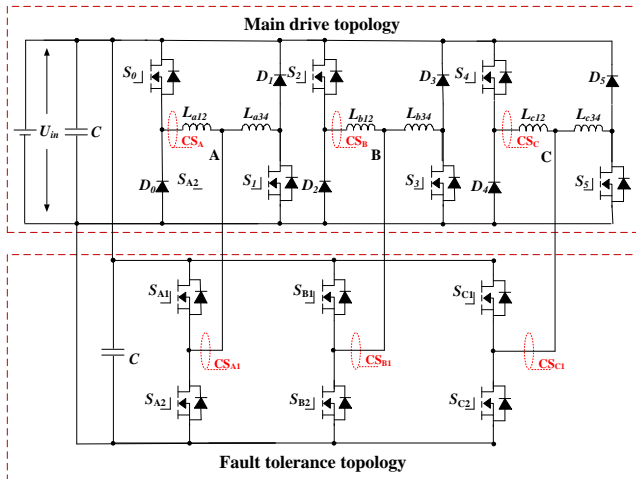 Main drive topology
S0 D1 S2 D3 S4 D5
Uin C
La12 La34 Lb12 Lb34 Lc12 Lc34
CSA A CSB B CSC C
D0 SA2 S1 D2 S3 D4 S5
SA1 SB1 SC1
C CSA1 CSB1 CSC1
SA2 SB2 SC2
Fault tolerance topology